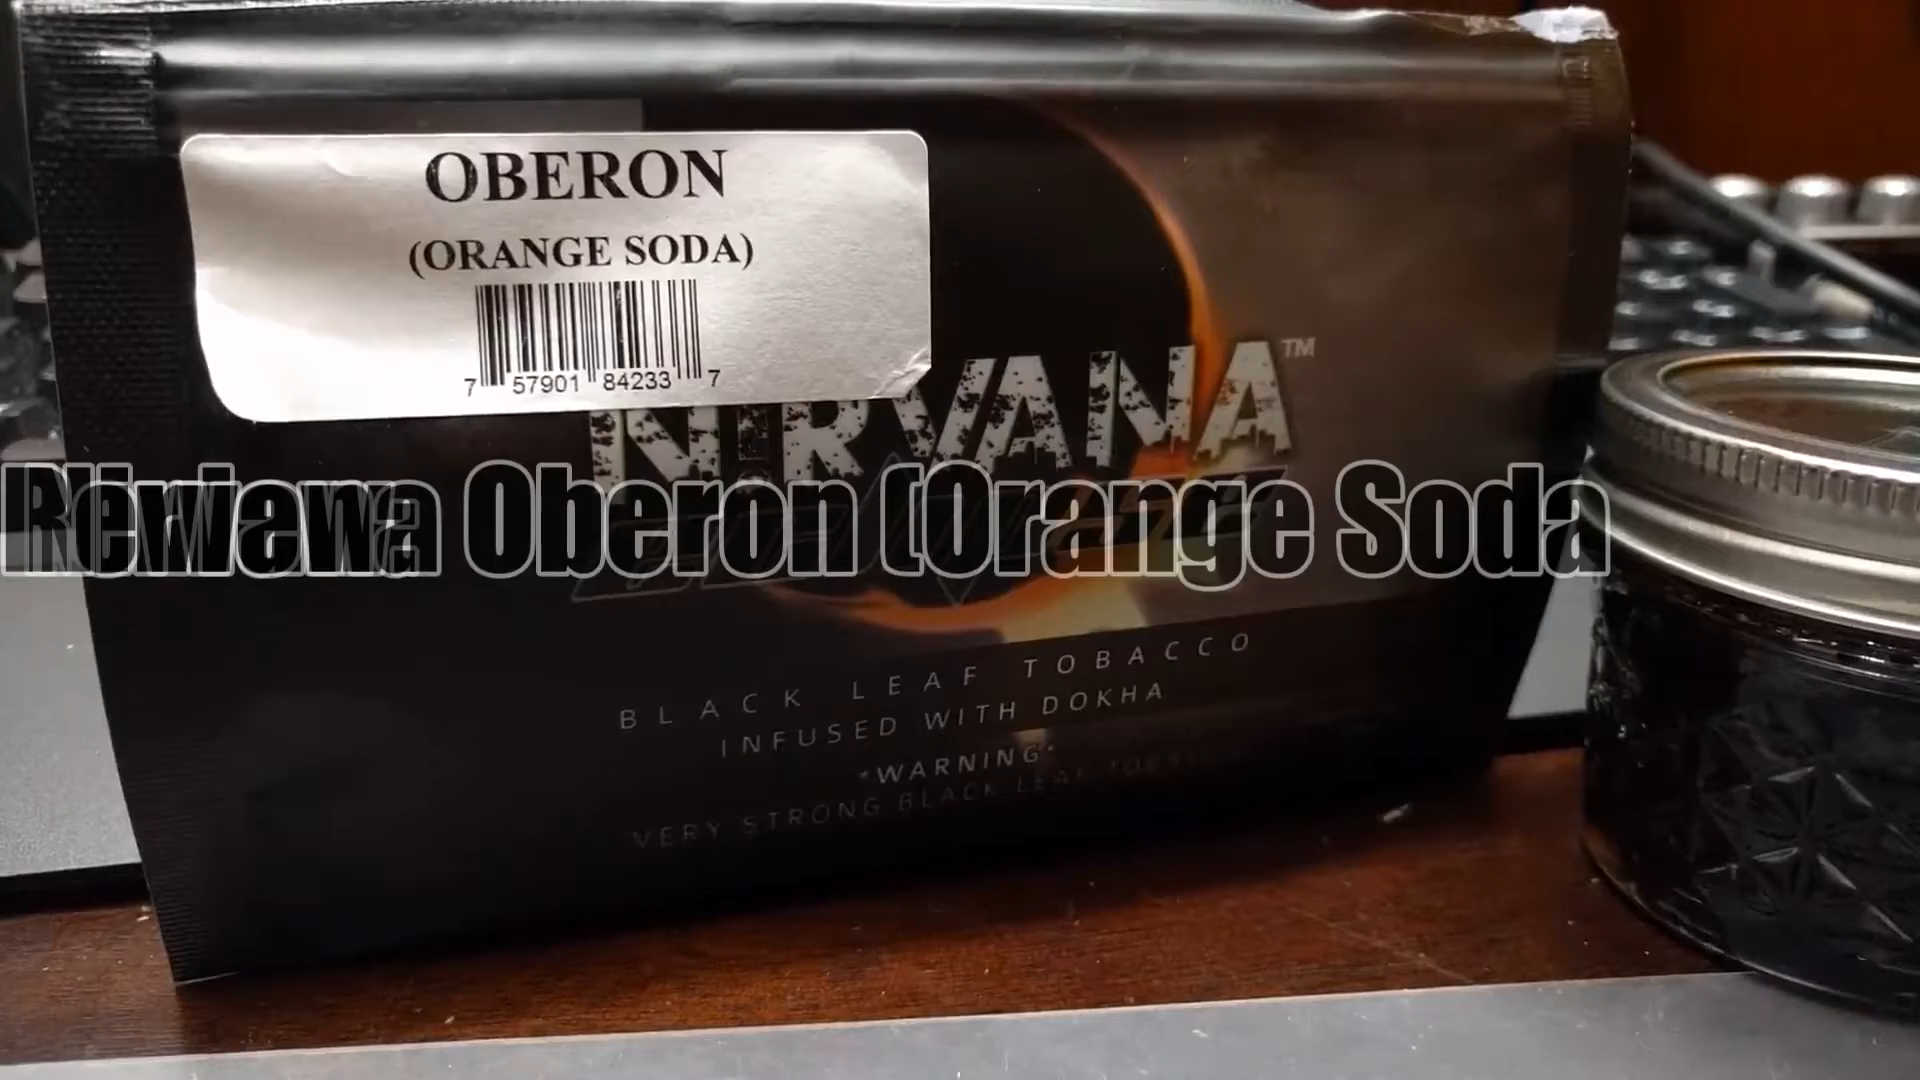 OBERON
(ORANGE SODA)
7 57901 84233 7
NIRVANA™
Oberon (Orange Soda
BLACK LEAF TOBACCO
INFUSED WITH DOKHA
*WARNING*
VERY STRONG BLACK LEAF